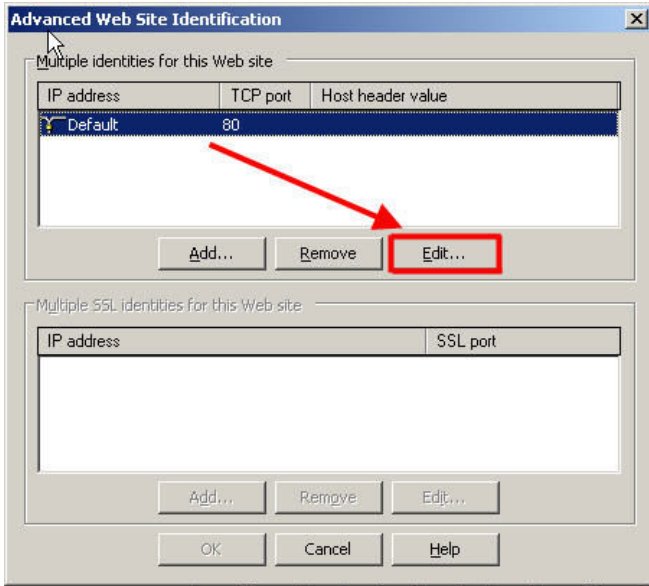 Advanced Web Site Identification
Multiple identities for this Web site
IP address TCP port Host header value
Default 80
Add... Remove Edit...
Multiple SSL identities for this Web site
IP address SSL port
Add... Remove Edit...
OK Cancel Help